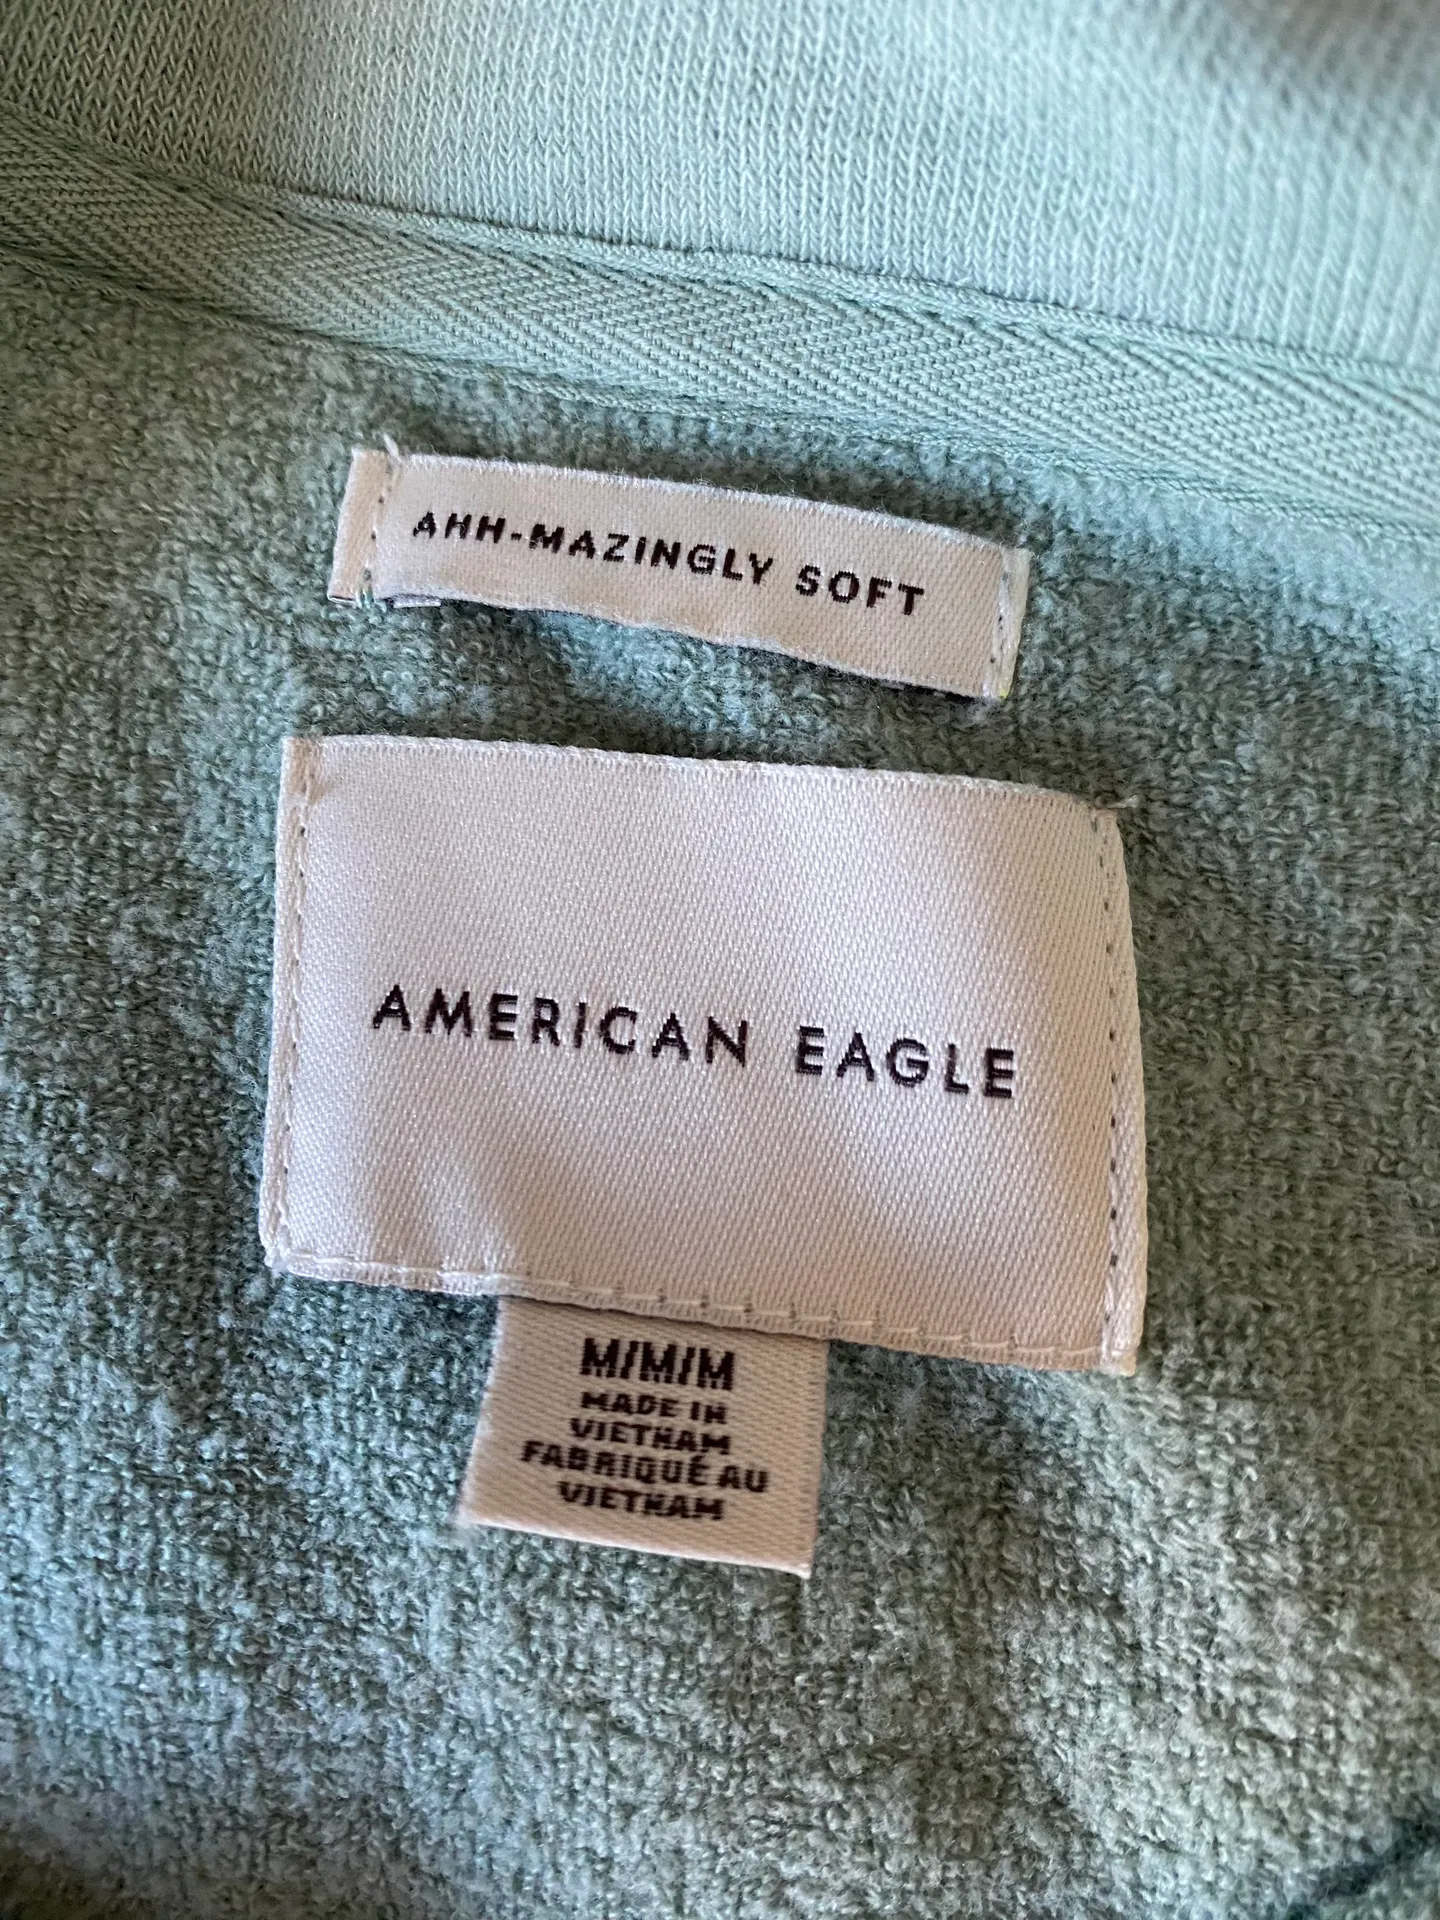 AHH-MAZINGLY SOFT
AMERICAN EAGLE
M/M/M
MADE IN
VIETNAM
FABRIQUÉ AU
VIETNAM